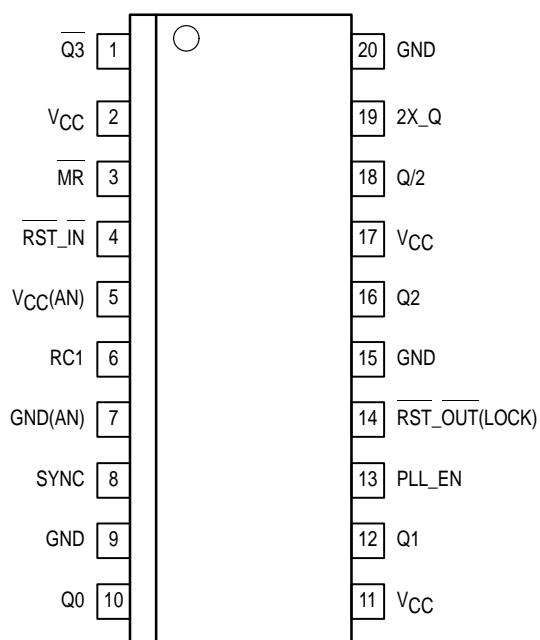 Q3 1 20 GND
VCC 2 19 2X_Q
MR 3 18 Q/2
RST_IN 4 17 VCC
VCC(AN) 5 16 Q2
RC1 6 15 GND
GND(AN) 7 14 RST_OUT(LOCK)
SYNC 8 13 PLL_EN
GND 9 12 Q1
Q0 10 11 VCC